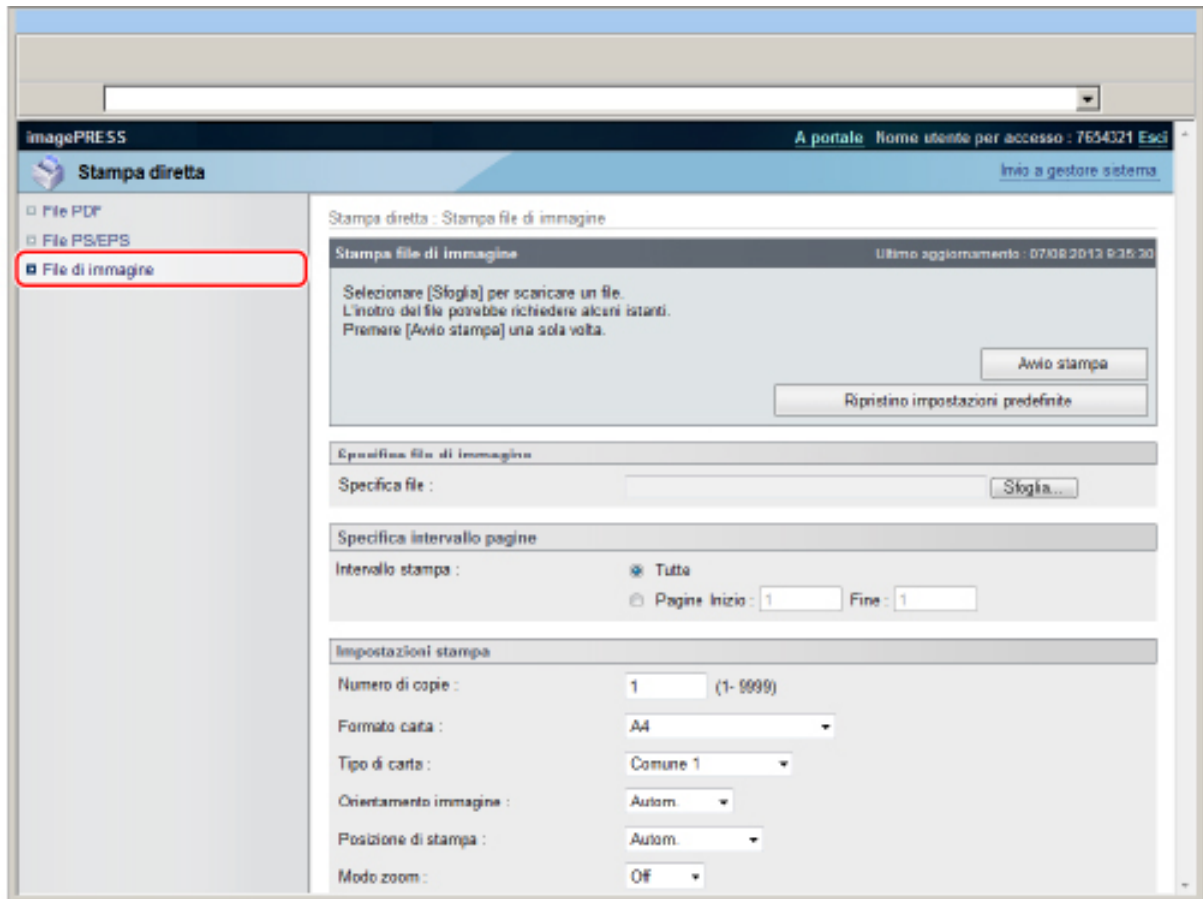 imagePRESS
A portale Nome utente per accesso : 7654321 Esci
Stampa diretta
Invio a gestore sistema
File PDF
File PS/EPS
File di immagine
Stampa diretta : Stampa file di immagine
Stampa file di immagine
Ultimo aggiornamento : 07/08 2013 9:35:30
Selezionare [Sfoglia] per scaricare un file.
L'inoltro del file potrebbe richiedere alcuni istanti.
Premere [Avvio stampa] una sola volta.
Avvio stampa
Ripristino impostazioni predefinite
Specifica file di immagine
Specifica file :
Sfoglia...
Specifica intervallo pagine
Intervallo stampa :
Tutte
Pagine Inizio : 1 Fine : 1
Impostazioni stampa
Numero di copie : 1 (1- 9999)
Formato carta : A4
Tipo di carta : Comune 1
Orientamento immagine : Autom.
Posizione di stampa : Autom.
Modo zoom : Off